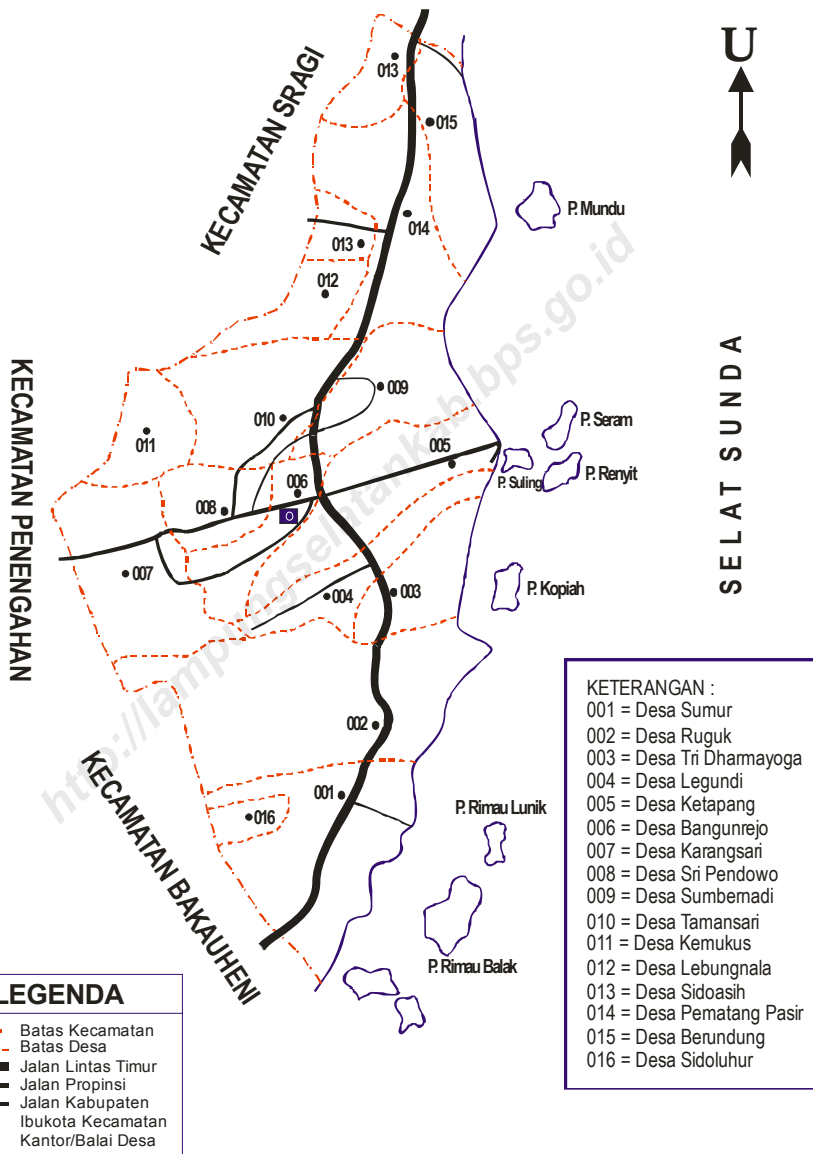 U
KECAMATAN SRAGI
013
015
P. Mundu
014
013
012
KECAMATAN PENENGAHAN
SELAT SUNDA
009
010
011
P. Seram
005
P. Suling
P. Renyit
006
008
007
P. Kopiah
004
003
002
001
016
KECAMATAN BAKAUHENI
P. Rimau Lunik
P. Rimau Balak
http://lampungselatankab.bps.go.id
KETERANGAN :
001 = Desa Sumur
002 = Desa Ruguk
003 = Desa Tri Dharmayoga
004 = Desa Legundi
005 = Desa Ketapang
006 = Desa Bangunrejo
007 = Desa Karangsari
008 = Desa Sri Pendowo
009 = Desa Sumbernadi
010 = Desa Tamansari
011 = Desa Kemukus
012 = Desa Lebungnala
013 = Desa Sidoasih
014 = Desa Pematang Pasir
015 = Desa Berundung
016 = Desa Sidoluhur
LEGENDA
Batas Kecamatan
Batas Desa
Jalan Lintas Timur
Jalan Propinsi
Jalan Kabupaten
Ibukota Kecamatan
Kantor/Balai Desa